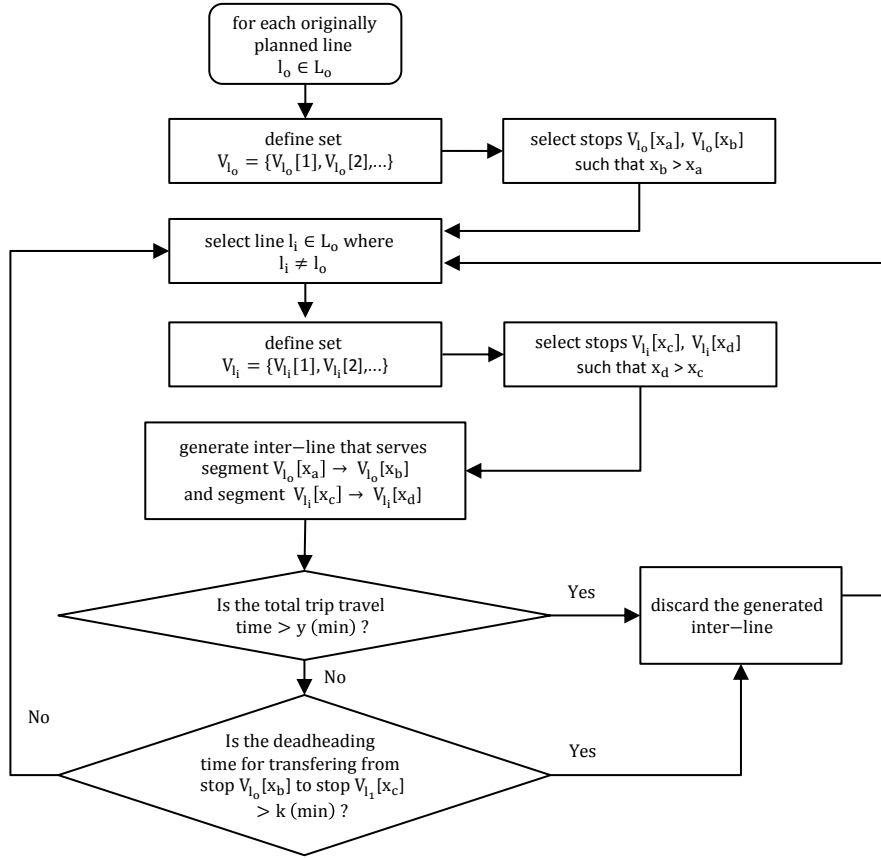 for each originally
planned line
l_o ∈ L_o
define set
V_{l_o} = {V_{l_o}[1], V_{l_o}[2],...}
select stops V_{l_o}[x_a], V_{l_o}[x_b]
such that x_b > x_a
select line l_i ∈ L_o where
l_i ≠ l_o
define set
V_{l_i} = {V_{l_i}[1], V_{l_i}[2],...}
select stops V_{l_i}[x_c], V_{l_i}[x_d]
such that x_d > x_c
generate inter−line that serves
segment V_{l_o}[x_a] → V_{l_o}[x_b]
and segment V_{l_i}[x_c] → V_{l_i}[x_d]
Is the total trip travel
time > y (min) ?
Yes
discard the generated
inter−line
No
No
Is the deadheading
time for transfering from
stop V_{l_o}[x_b] to stop V_{l_1}[x_c]
> k (min) ?
Yes